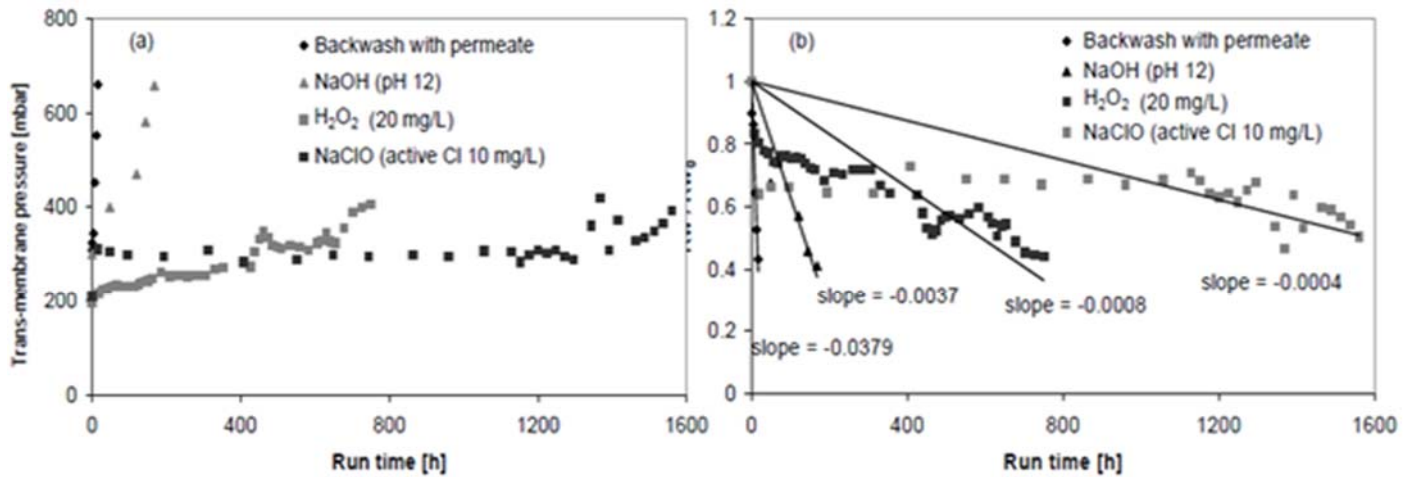 (a)
Backwash with permeate
NaOH (pH 12)
H₂O₂ (20 mg/L)
NaClO (active Cl 10 mg/L)
Trans-membrane pressure [mbar]
800
600
400
200
0
0 400 800 1200 1600
Run time [h]
(b)
Backwash with permeate
NaOH (pH 12)
H₂O₂ (20 mg/L)
NaClO (active Cl 10 mg/L)
1.2
1
0.8
0.6
0.4
0.2
0
slope = -0.0004
slope = -0.0037
slope = -0.0008
slope = -0.0379
0 400 800 1200 1600
Run time [h]